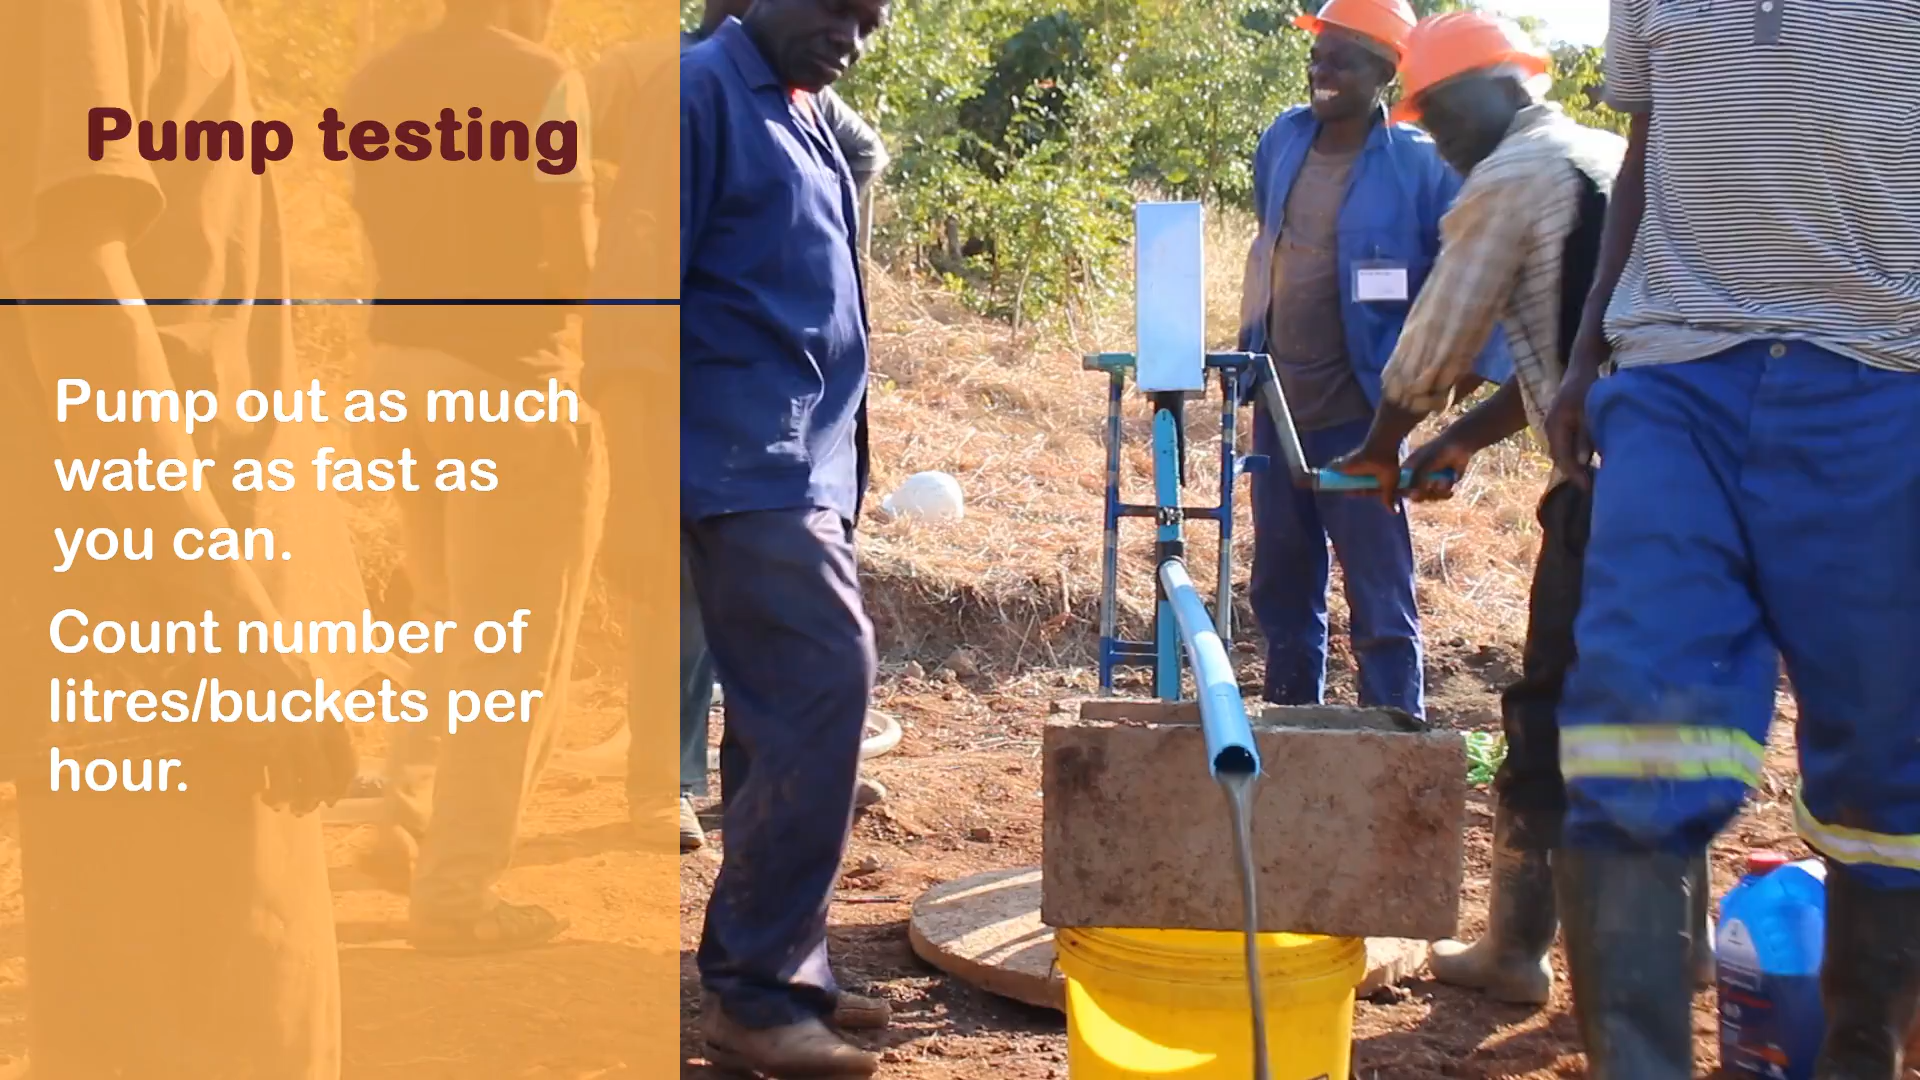 Pump testing
Pump out as much
water as fast as
you can.
Count number of
litres/buckets per
hour.